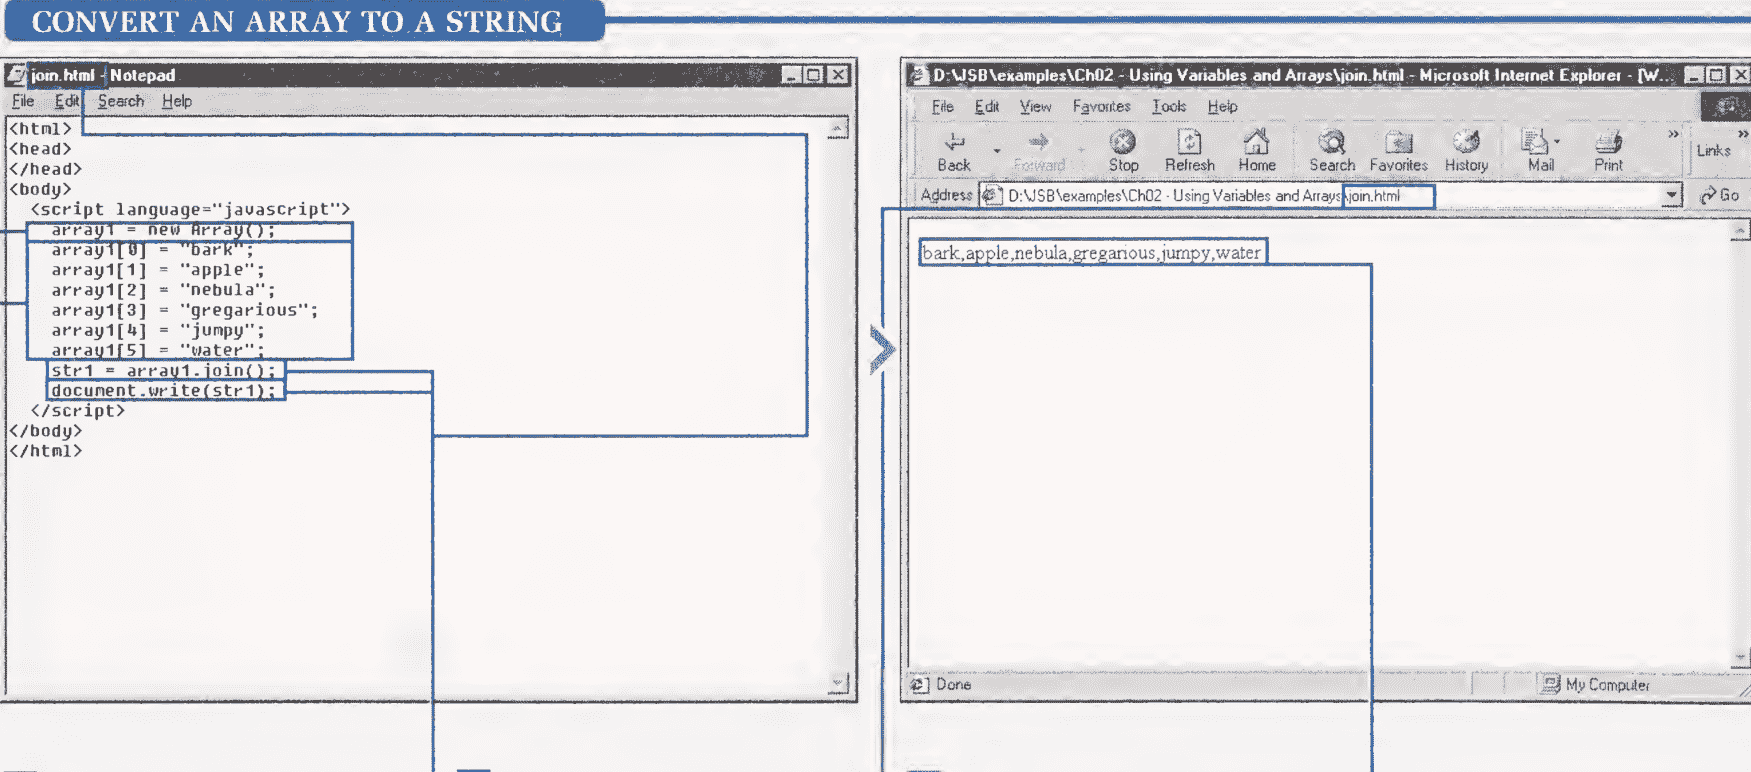 CONVERT AN ARRAY TO A STRING
join.html - Notepad
File Edit Search Help
<html>
<head>
</head>
<body>
<script language="javascript">
array1 = new Array();
array1[0] = "bark";
array1[1] = "apple";
array1[2] = "nebula";
array1[3] = "gregarious";
array1[4] = "jumpy";
array1[5] = "water";
str1 = array1.join();
document.write(str1);
</script>
</body>
</html>
D:\JSB\examples\Ch02 - Using Variables and Arrays\join.html - Microsoft Internet Explorer - [W...
File Edit View Favorites Tools Help
Back Forward Stop Refresh Home Search Favorites History Mail Print » Links »
Address D:\JSB\examples\Ch02 - Using Variables and Arrays\join.html Go
bark,apple,nebula,gregarious,jumpy,water
Done My Computer